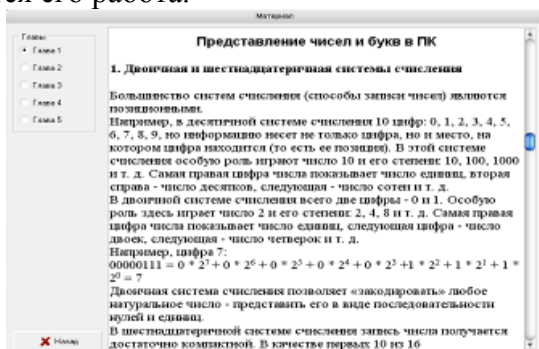 ся его работа.
Материал
Главы
Глава 1
Глава 2
Глава 3
Глава 4
Глава 5
Назад
Представление чисел и букв в ПК
1. Двоичная и шестнадцатеричная системы счисления
Большинство систем счисления (способы записи чисел) являются
позиционными.
Например, в десятичной системе счисления 10 цифр: 0, 1, 2, 3, 4, 5,
6, 7, 8, 9, но информацию несет не только цифра, но и место, на
котором цифра находится (то есть ее позиция). В этой системе
счисления особую роль играют число 10 и его степени: 10, 100, 1000
и т. д. Самая правая цифра числа показывает число единиц, вторая
справа - число десятков, следующая - число сотен и т. д.
В двоичной системе счисления всего две цифры - 0 и 1. Особую
роль здесь играет число 2 и его степени: 2, 4, 8 и т. д. Самая правая
цифра числа показывает число единиц, следующая цифра - число
двоек, следующая - число четверок и т. д.
Например, цифра 7:
00000111 = 0 * 2⁷ + 0 * 2⁶ + 0 * 2⁵ + 0 * 2⁴ + 0 * 2³ +1 * 2² + 1 * 2¹ + 1 *
2⁰ = 7
Двоичная система счисления позволяет «закодировать» любое
натуральное число - представить его в виде последовательности
нулей и единиц.
В шестнадцатеричной системе счисления запись числа получается
достаточно компактной. В качестве первых 10 из 16